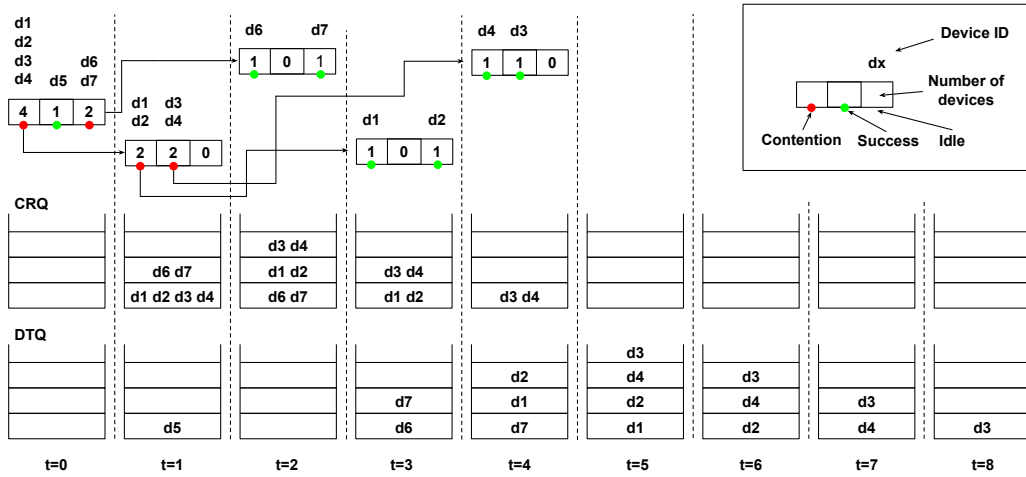 d1
d2
d3
d4
d5
d6
d7
4 1 2
d1
d2
d3
d4
2 2 0
d6 d7
1 0 1
d1 d2
1 0 1
d4 d3
1 1 0
Device ID
dx
Number of
devices
Contention
Success
Idle
CRQ
d3 d4
d6 d7 d1 d2 d3 d4
d1 d2 d3 d4 d6 d7 d1 d2 d3 d4
DTQ
d3
d2 d4 d3
d7 d1 d2 d4 d3
d5 d6 d7 d1 d2 d4 d3
t=0 t=1 t=2 t=3 t=4 t=5 t=6 t=7 t=8